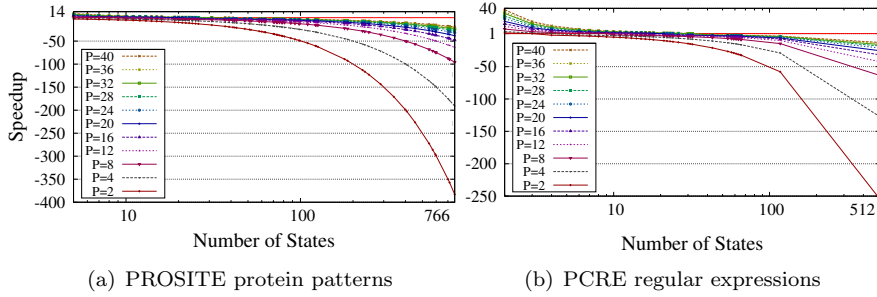 14
-50
-100
-150
-200
-250
-300
-350
-400
Speedup
P=40
P=36
P=32
P=28
P=24
P=20
P=16
P=12
P=8
P=4
P=2
10
100
766
Number of States
(a) PROSITE protein patterns
40
1
-50
-100
-150
-200
-250
P=40
P=36
P=32
P=28
P=24
P=20
P=16
P=12
P=8
P=4
P=2
10
100
512
Number of States
(b) PCRE regular expressions